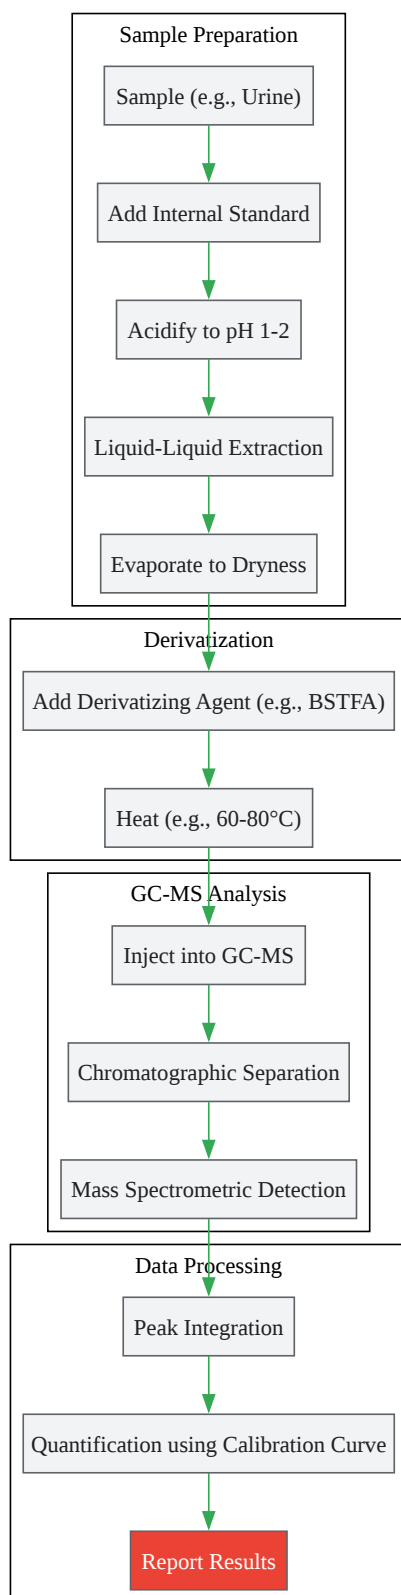 Sample Preparation
Sample (e.g., Urine)
Add Internal Standard
Acidify to pH 1-2
Liquid-Liquid Extraction
Evaporate to Dryness
Derivatization
Add Derivatizing Agent (e.g., BSTFA)
Heat (e.g., 60-80°C)
GC-MS Analysis
Inject into GC-MS
Chromatographic Separation
Mass Spectrometric Detection
Data Processing
Peak Integration
Quantification using Calibration Curve
Report Results